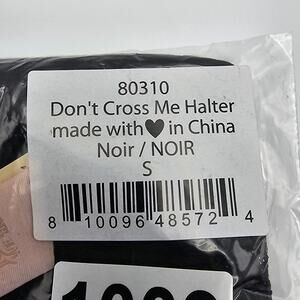 80310
Don't Cross Me Halter
made with🖤in China
Noir / NOIR
S
8 10096 48572 4